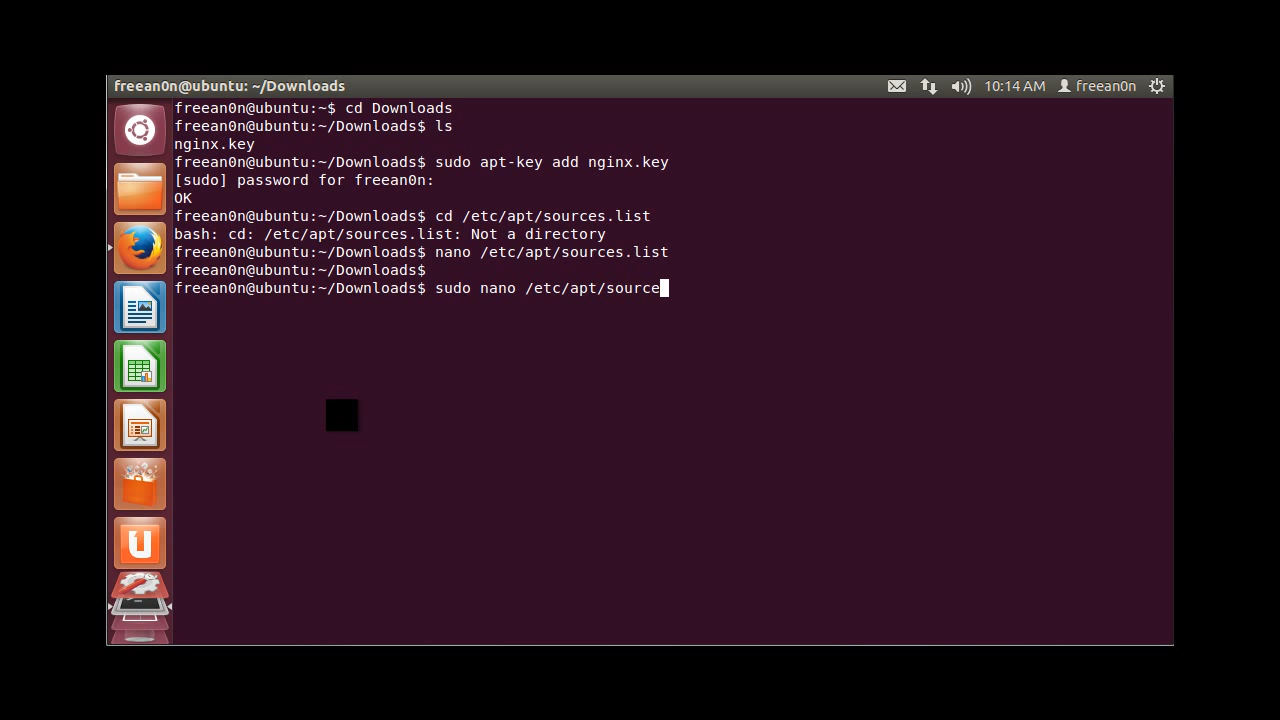 freean0n@ubuntu: ~/Downloads 10:14 AM freean0n
freean0n@ubuntu:~$ cd Downloads
freean0n@ubuntu:~/Downloads$ ls
nginx.key
freean0n@ubuntu:~/Downloads$ sudo apt-key add nginx.key
[sudo] password for freean0n:
OK
freean0n@ubuntu:~/Downloads$ cd /etc/apt/sources.list
bash: cd: /etc/apt/sources.list: Not a directory
freean0n@ubuntu:~/Downloads$ nano /etc/apt/sources.list
freean0n@ubuntu:~/Downloads$
freean0n@ubuntu:~/Downloads$ sudo nano /etc/apt/source